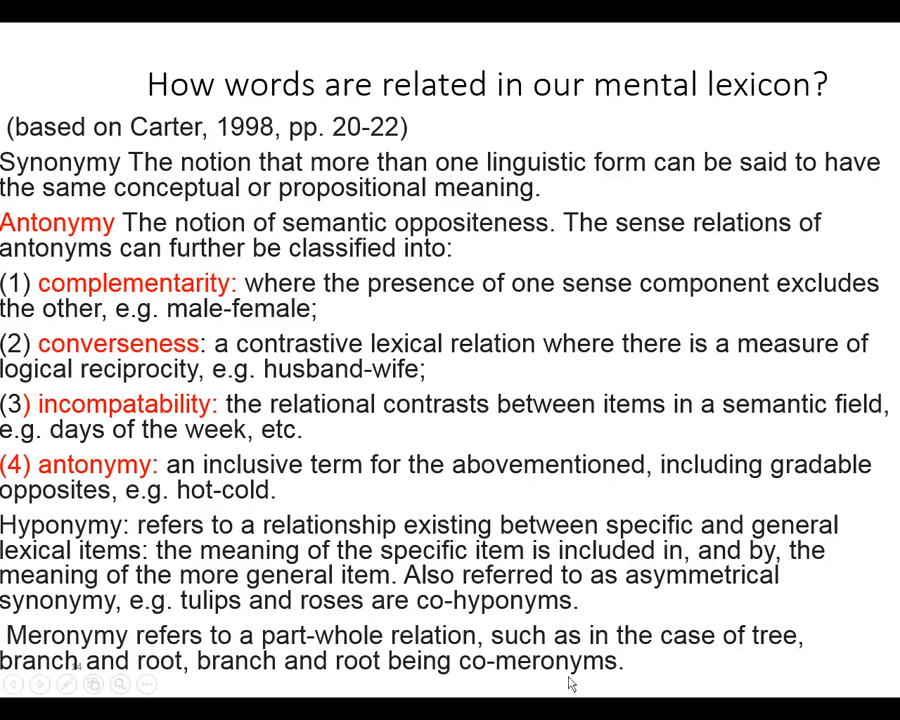 How words are related in our mental lexicon?
(based on Carter, 1998, pp. 20-22)
Synonymy The notion that more than one linguistic form can be said to have
the same conceptual or propositional meaning.
Antonymy The notion of semantic oppositeness. The sense relations of
antonyms can further be classified into:
(1) complementarity: where the presence of one sense component excludes
the other, e.g. male-female;
(2) converseness: a contrastive lexical relation where there is a measure of
logical reciprocity, e.g. husband-wife;
(3) incompatability: the relational contrasts between items in a semantic field,
e.g. days of the week, etc.
(4) antonymy: an inclusive term for the abovementioned, including gradable
opposites, e.g. hot-cold.
Hyponymy: refers to a relationship existing between specific and general
lexical items: the meaning of the specific item is included in, and by, the
meaning of the more general item. Also referred to as asymmetrical
synonymy, e.g. tulips and roses are co-hyponyms.
Meronymy refers to a part-whole relation, such as in the case of tree,
branch and root, branch and root being co-meronyms.